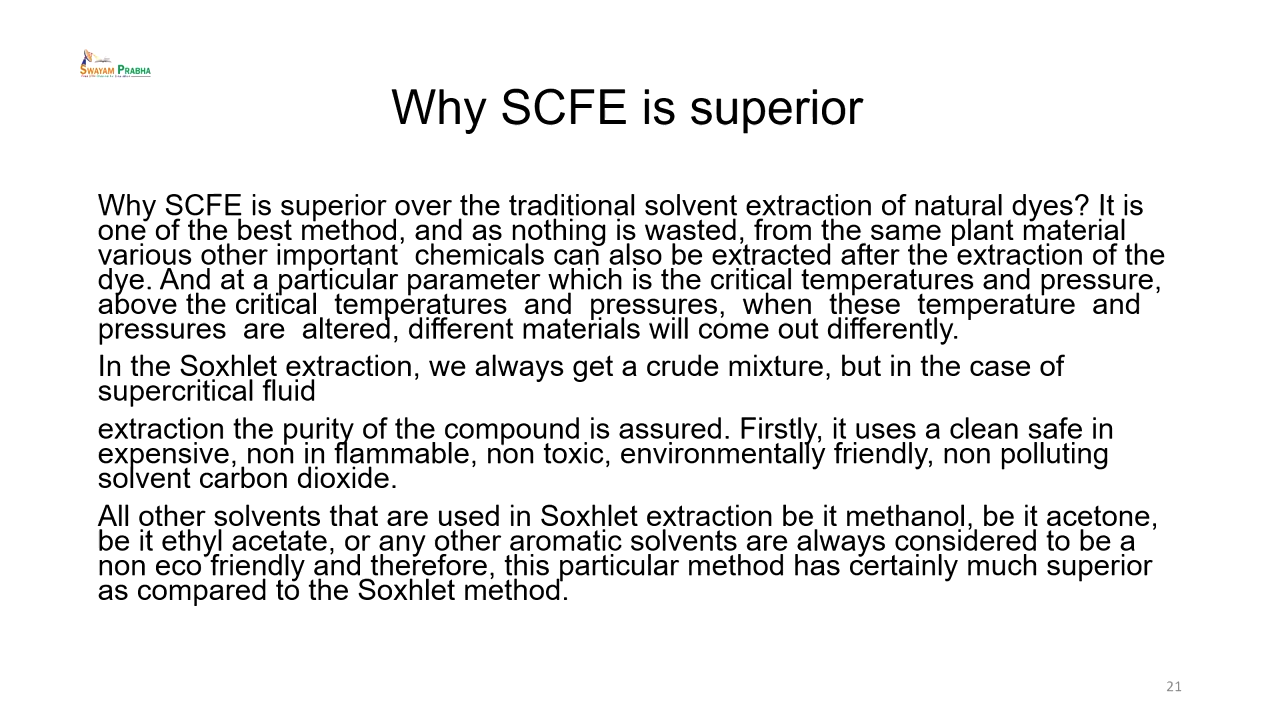 SWAYAM PRABHA
Why SCFE is superior
Why SCFE is superior over the traditional solvent extraction of natural dyes? It is
one of the best method, and as nothing is wasted, from the same plant material
various other important  chemicals can also be extracted after the extraction of the
dye. And at a particular parameter which is the critical temperatures and pressure,
above the critical  temperatures  and  pressures,  when  these  temperature  and
pressures  are  altered, different materials will come out differently.
In the Soxhlet extraction, we always get a crude mixture, but in the case of
supercritical fluid
extraction the purity of the compound is assured. Firstly, it uses a clean safe in
expensive, non in flammable, non toxic, environmentally friendly, non polluting
solvent carbon dioxide.
All other solvents that are used in Soxhlet extraction be it methanol, be it acetone,
be it ethyl acetate, or any other aromatic solvents are always considered to be a
non eco friendly and therefore, this particular method has certainly much superior
as compared to the Soxhlet method.
21